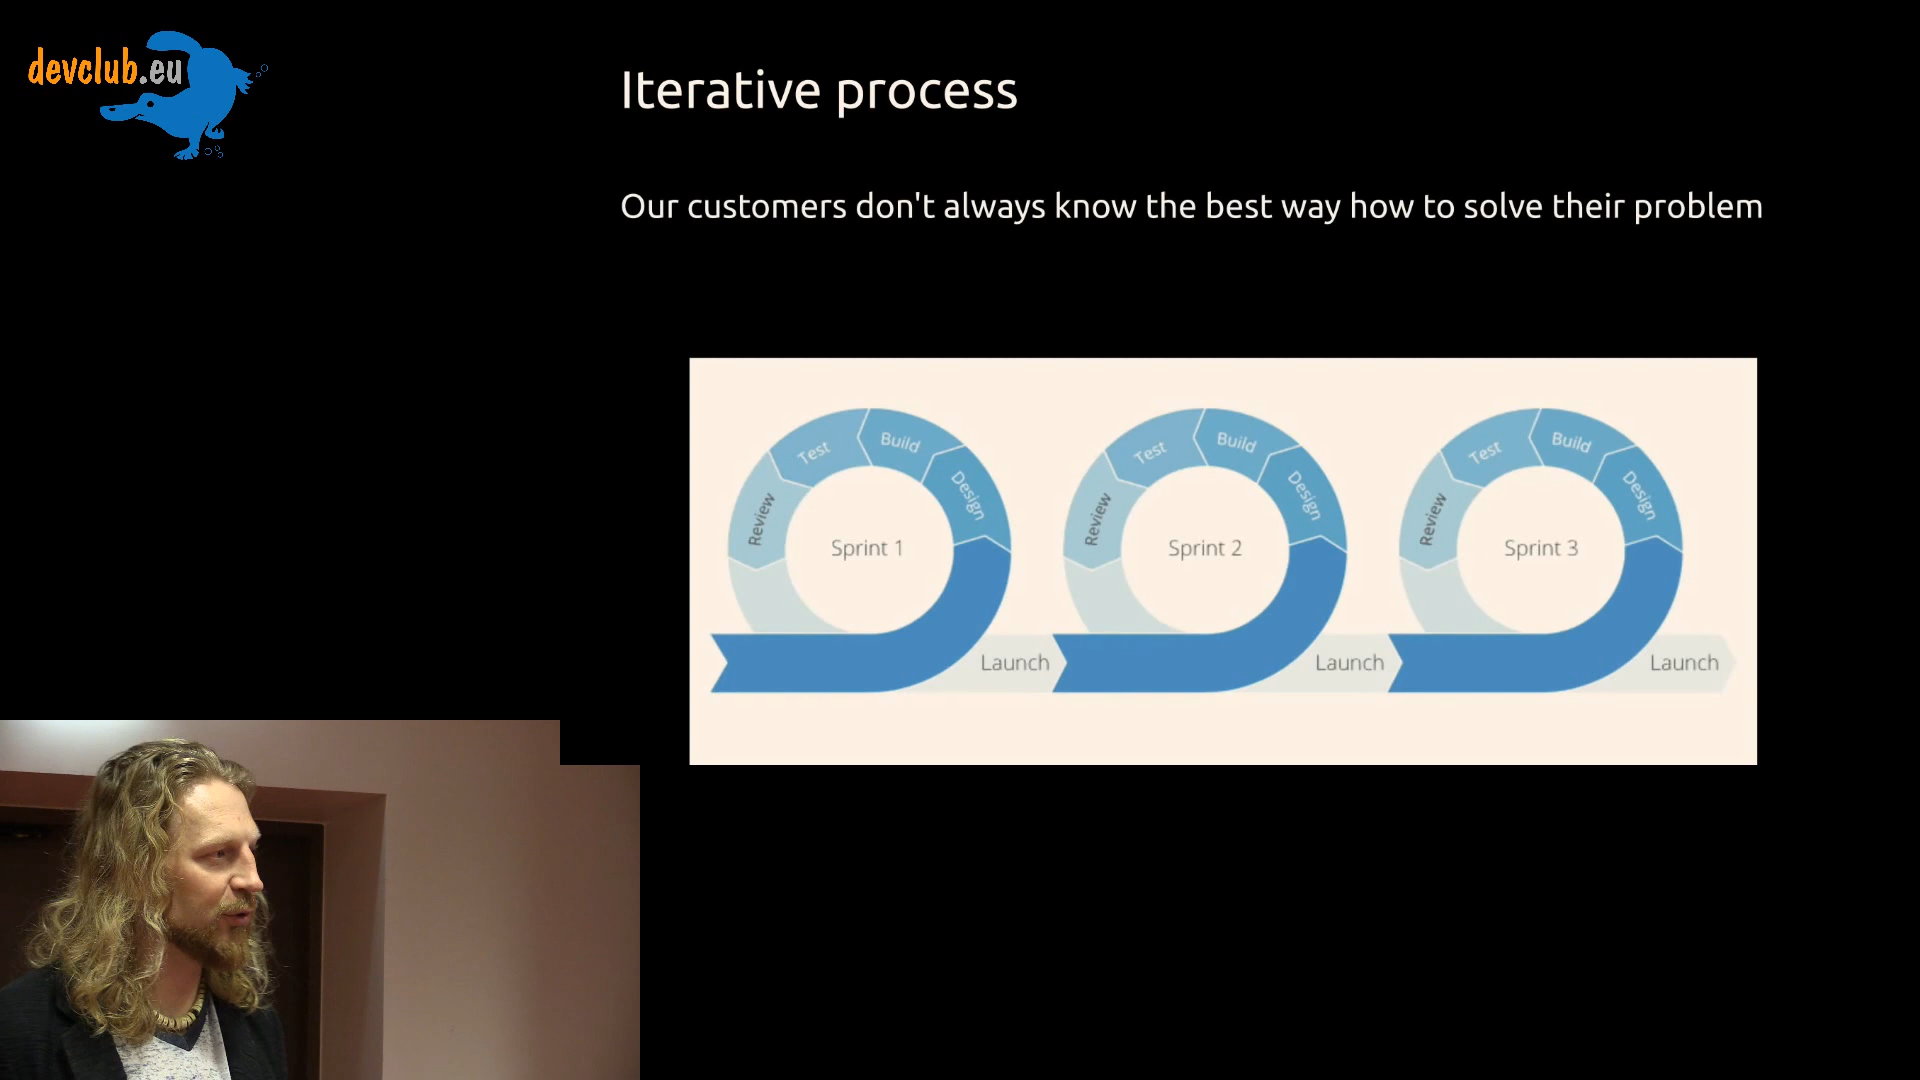 devclub.eu
Iterative process
Our customers don't always know the best way how to solve their problem
Test
Build
Design
Review
Sprint 1
Launch
Test
Build
Design
Review
Sprint 2
Launch
Test
Build
Design
Review
Sprint 3
Launch